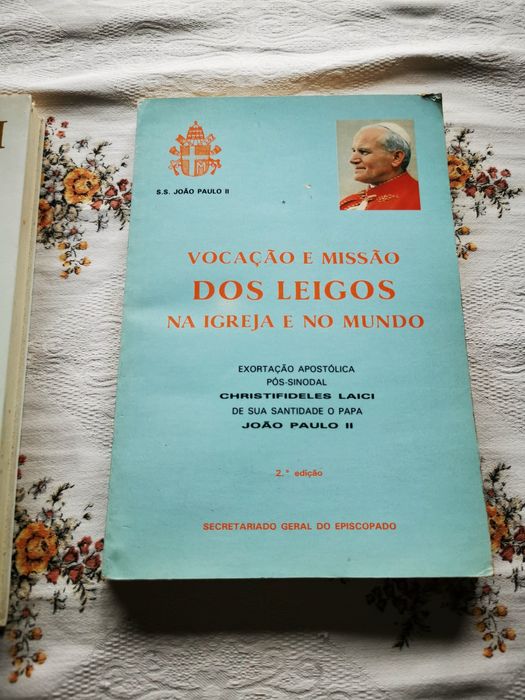 S.S. JOÃO PAULO II
VOCAÇÃO E MISSÃO
DOS LEIGOS
NA IGREJA E NO MUNDO
EXORTAÇÃO APOSTÓLICA
PÓS-SINODAL
CHRISTIFIDELES LAICI
DE SUA SANTIDADE O PAPA
JOÃO PAULO II
2.ª edição
SECRETARIADO GERAL DO EPISCOPADO